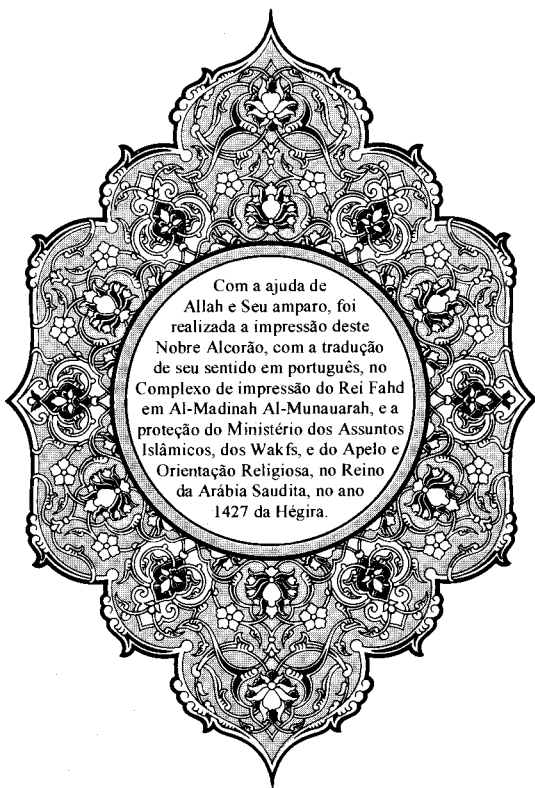 Com a ajuda de
Allah e Seu amparo, foi
realizada a impressão deste
Nobre Alcorão, com a tradução
de seu sentido em português, no
Complexo de impressão do Rei Fahd
em Al-Madinah Al-Munauarah, e a
proteção do Ministério dos Assuntos
Islâmicos, dos Wakfs, e do Apelo e
Orientação Religiosa, no Reino
da Arábia Saudita, no ano
1427 da Hégira.